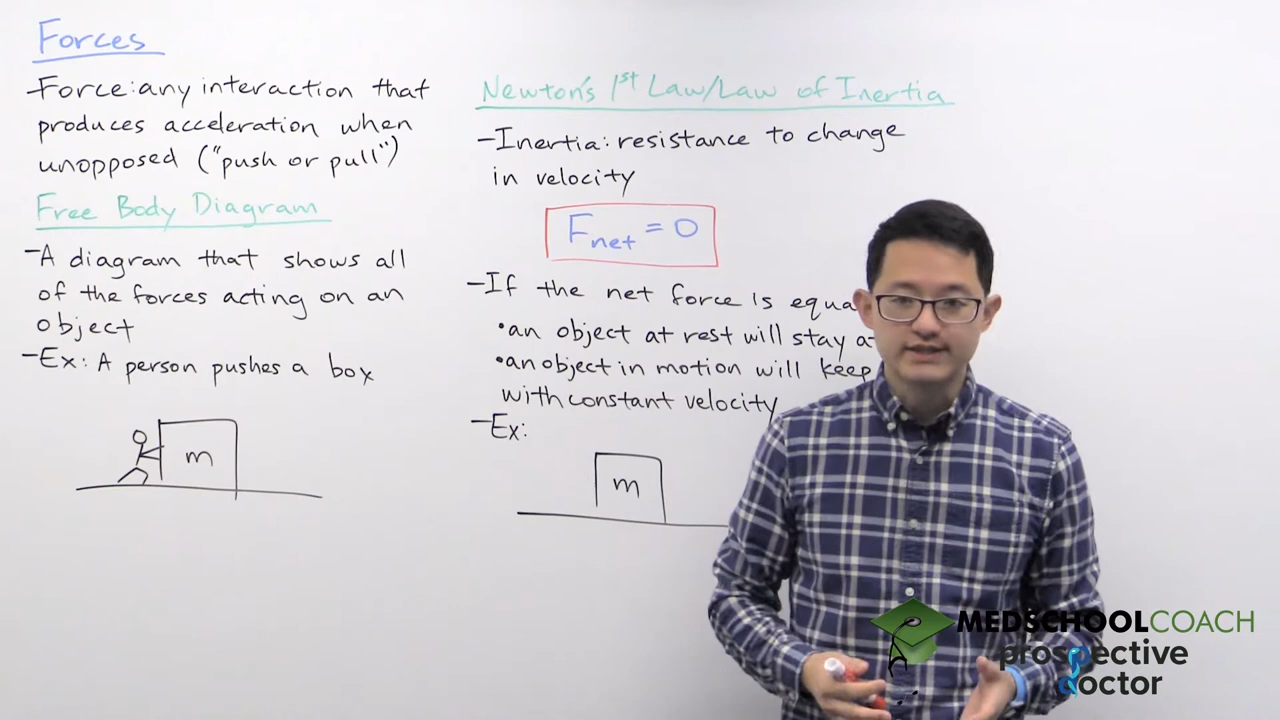 Forces
-Force: any interaction that
produces acceleration when
unopposed ("push or pull")
Free Body Diagram
-A diagram that shows all
of the forces acting on an
object
-Ex: A person pushes a box
m
Newton's 1st Law/Law of Inertia
-Inertia: resistance to change
in velocity
Fnet = 0
-If the net force is equa
•an object at rest will stay a
•an object in motion will keep
with constant velocity
-Ex:
m
MEDSCHOOLCOACH
prospective
doctor